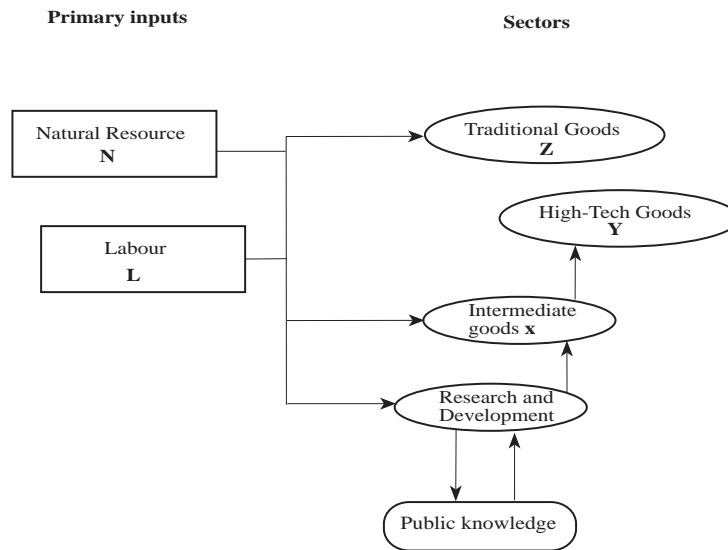 Primary inputs
Sectors
Natural Resource
N
Traditional Goods
Z
High-Tech Goods
Y
Labour
L
Intermediate
goods x
Research and
Development
Public knowledge